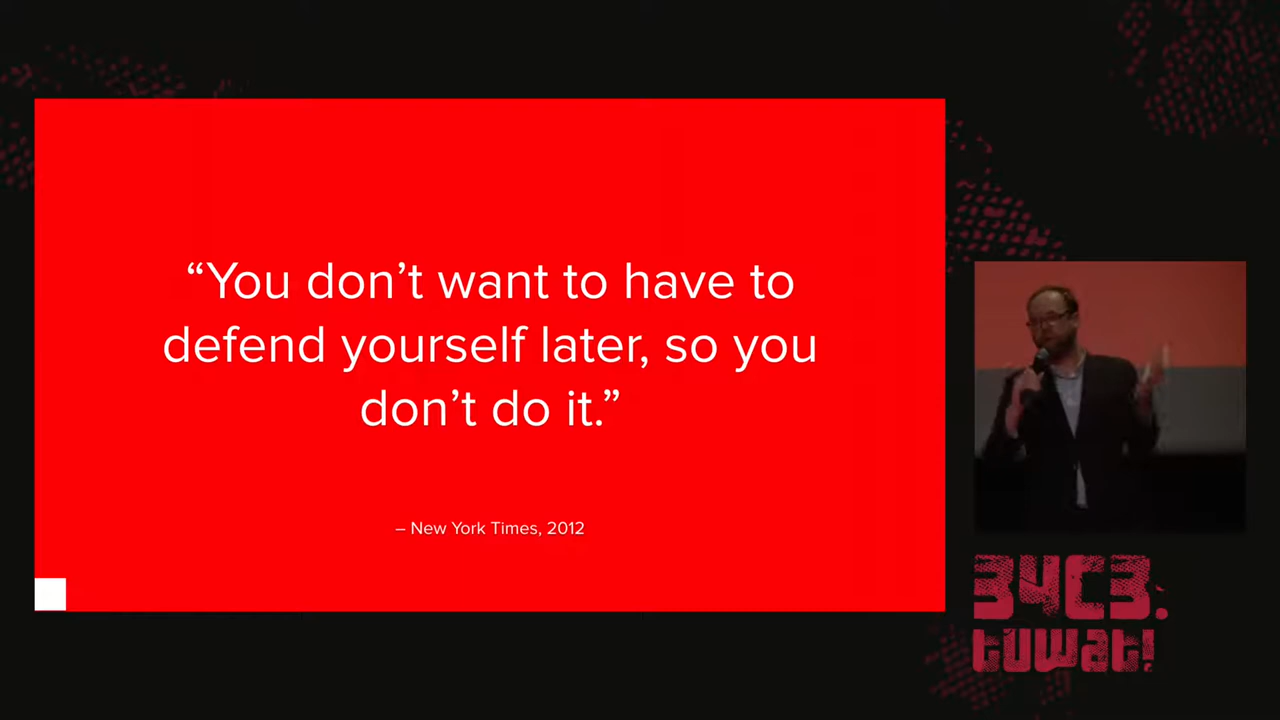 “You don’t want to have to
defend yourself later, so you
don’t do it.”
– New York Times, 2012
34C3.
tuwat!